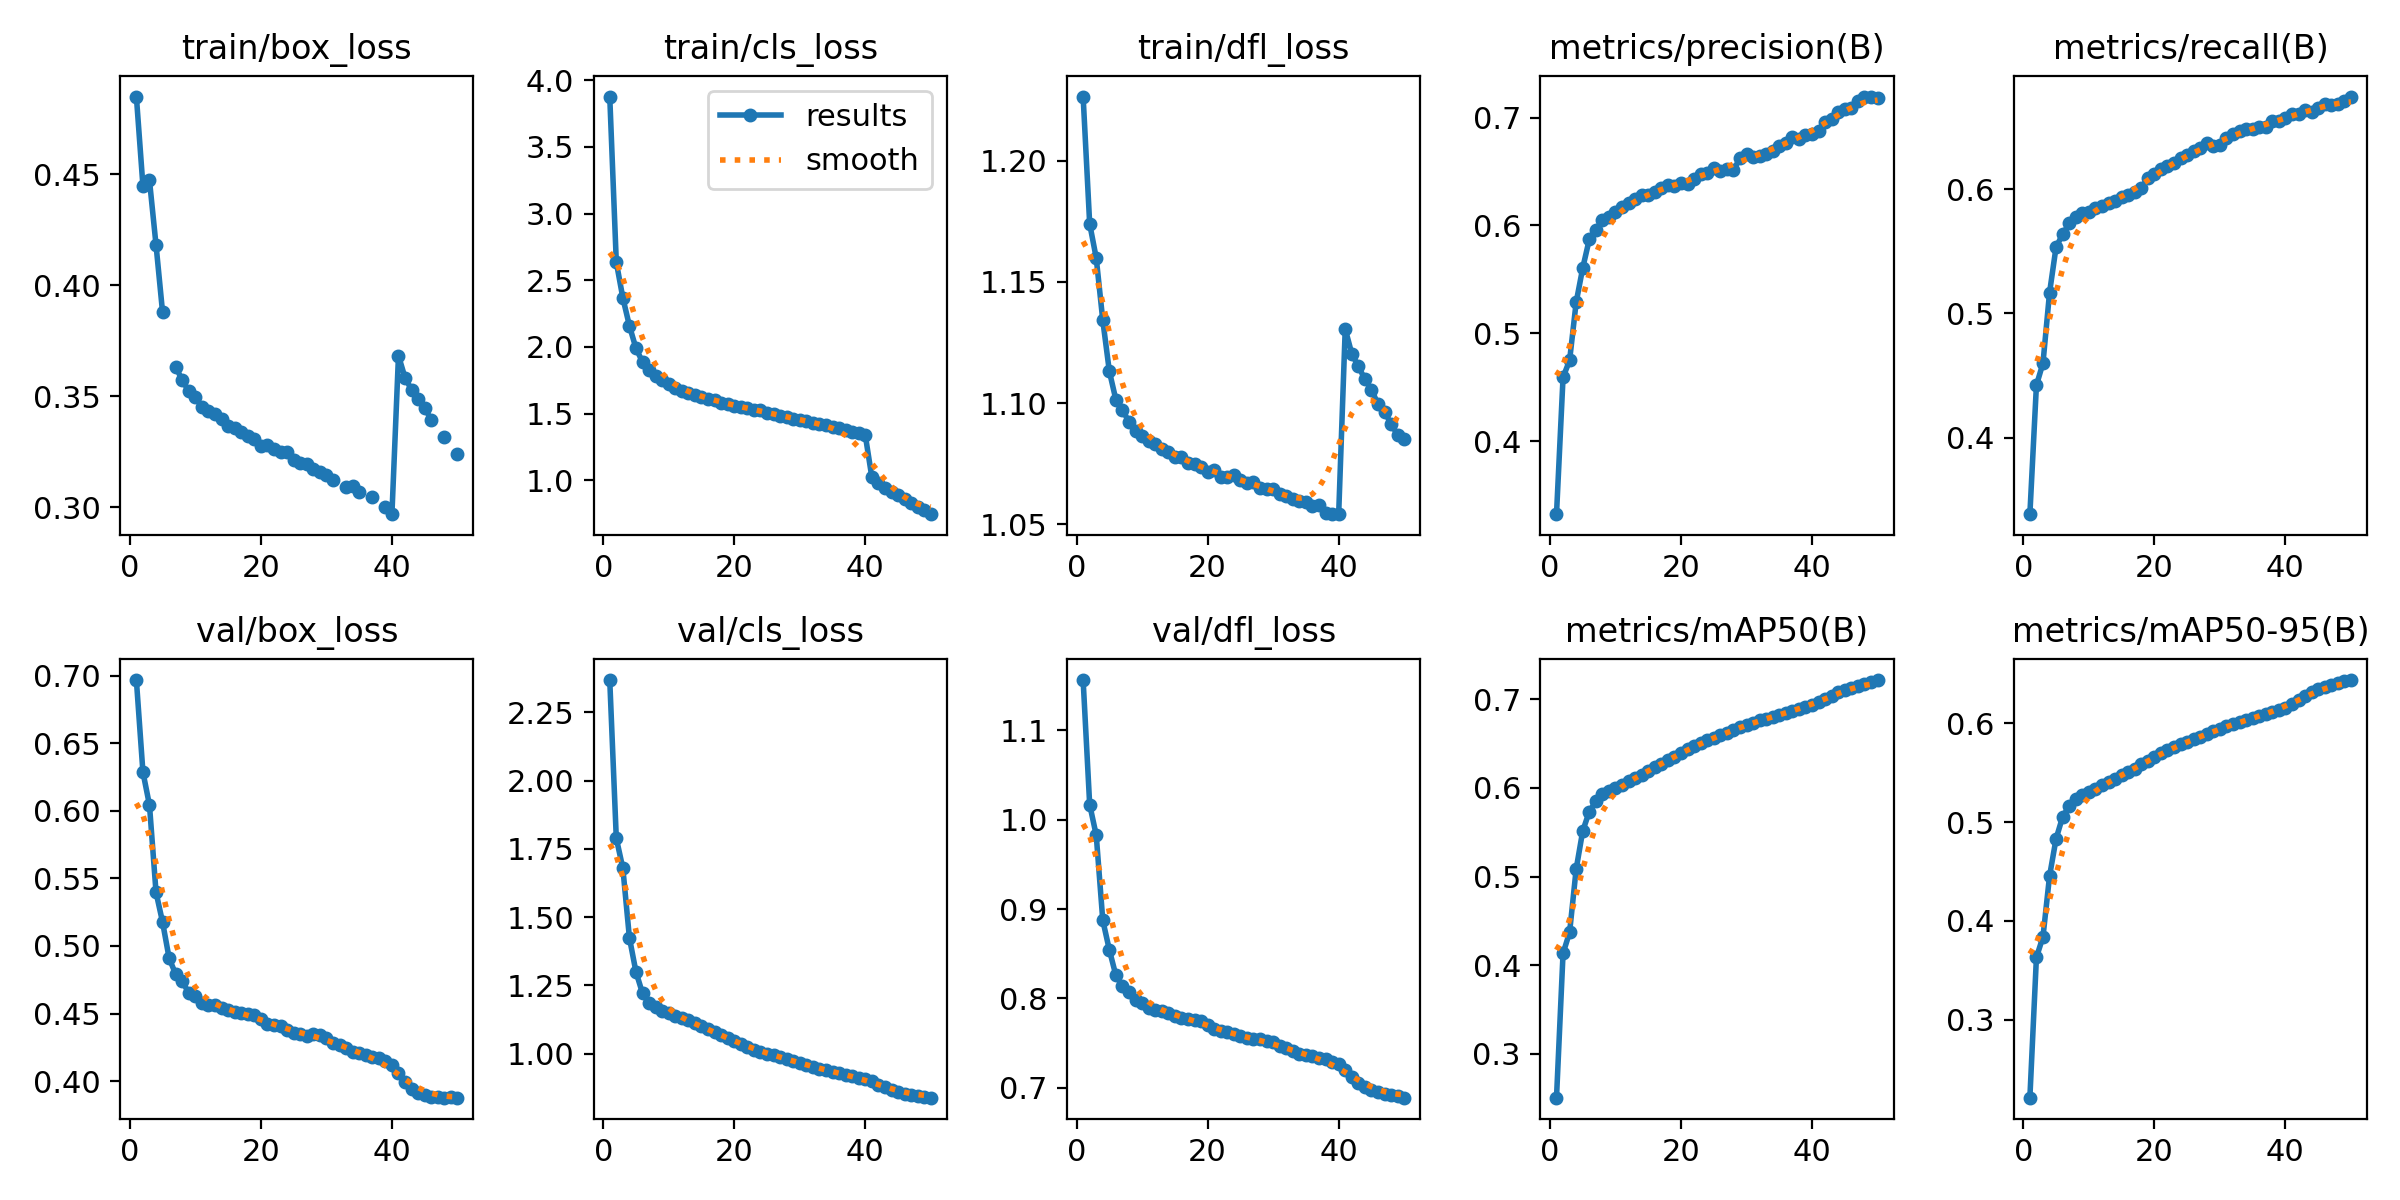 train/box_loss
0.45
0.40
0.35
0.30
0 20 40
train/cls_loss
results
smooth
4.0
3.5
3.0
2.5
2.0
1.5
1.0
0 20 40
train/dfl_loss
1.20
1.15
1.10
1.05
0 20 40
metrics/precision(B)
0.7
0.6
0.5
0.4
0 20 40
metrics/recall(B)
0.6
0.5
0.4
0 20 40
val/box_loss
0.70
0.65
0.60
0.55
0.50
0.45
0.40
0 20 40
val/cls_loss
2.25
2.00
1.75
1.50
1.25
1.00
0 20 40
val/dfl_loss
1.1
1.0
0.9
0.8
0.7
0 20 40
metrics/mAP50(B)
0.7
0.6
0.5
0.4
0.3
0 20 40
metrics/mAP50-95(B)
0.6
0.5
0.4
0.3
0 20 40